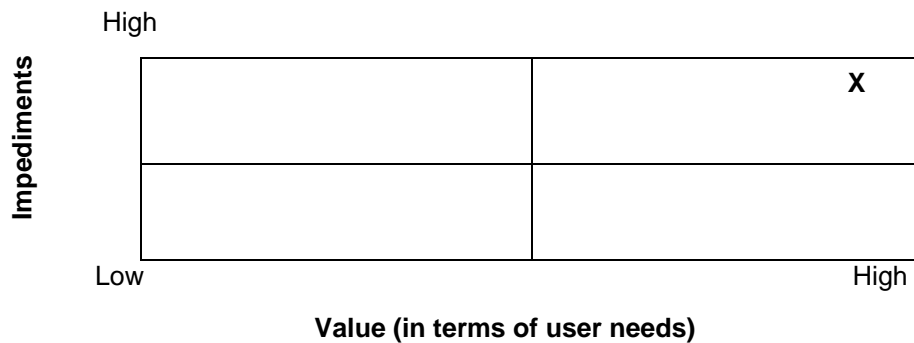 High
Impediments
X
Low High
Value (in terms of user needs)